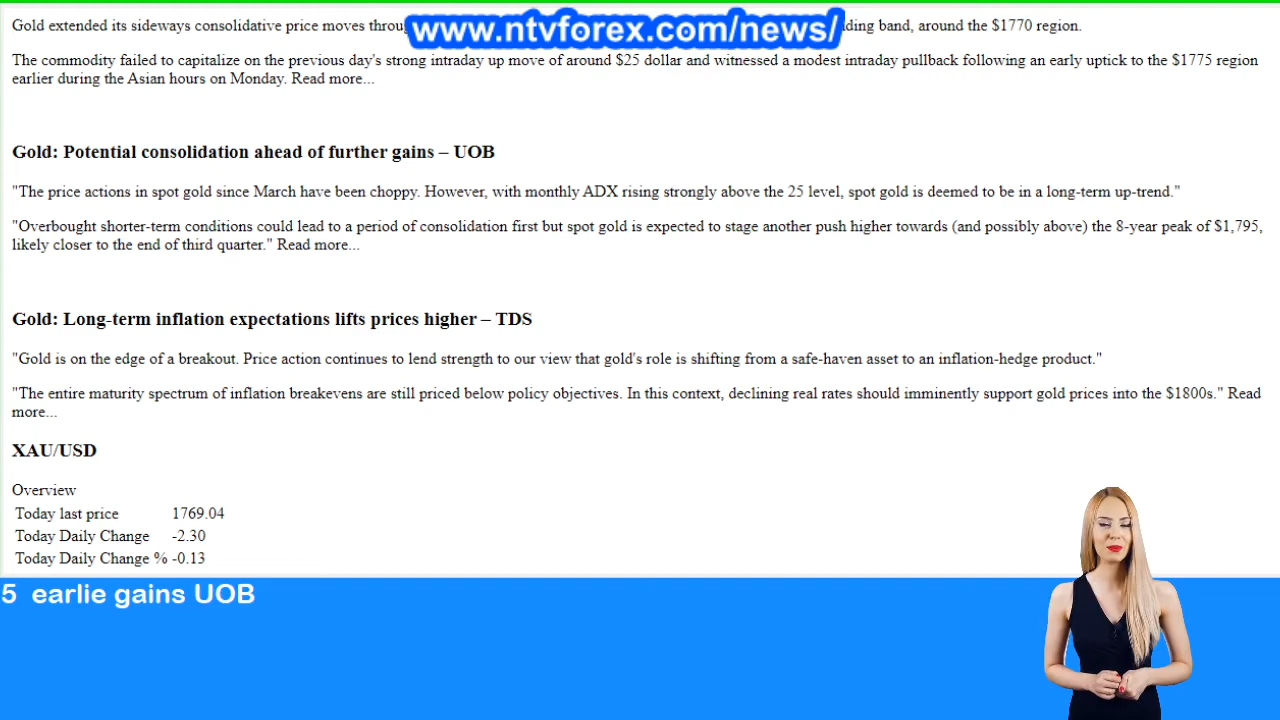 Gold extended its sideways consolidative price moves
www.ntvforex.com/news/
band, around the $1770 region.
The commodity failed to capitalize on the previous day's strong intraday up move of around $25 dollar and witnessed a modest intraday pullback following an early uptick to the $1775 region
earlier during the Asian hours on Monday. Read more...
Gold: Potential consolidation ahead of further gains – UOB
"The price actions in spot gold since March have been choppy. However, with monthly ADX rising strongly above the 25 level, spot gold is deemed to be in a long-term up-trend."
"Overbought shorter-term conditions could lead to a period of consolidation first but spot gold is expected to stage another push higher towards (and possibly above) the 8-year peak of $1,795,
likely closer to the end of third quarter." Read more...
Gold: Long-term inflation expectations lifts prices higher – TDS
"Gold is on the edge of a breakout. Price action continues to lend strength to our view that gold's role is shifting from a safe-haven asset to an inflation-hedge product."
"The entire maturity spectrum of inflation breakevens are still priced below policy objectives. In this context, declining real rates should imminently support gold prices into the $1800s." Read
more...
XAU/USD
Overview
Today last price 1769.04
Today Daily Change -2.30
Today Daily Change % -0.13
5 earlie gains UOB